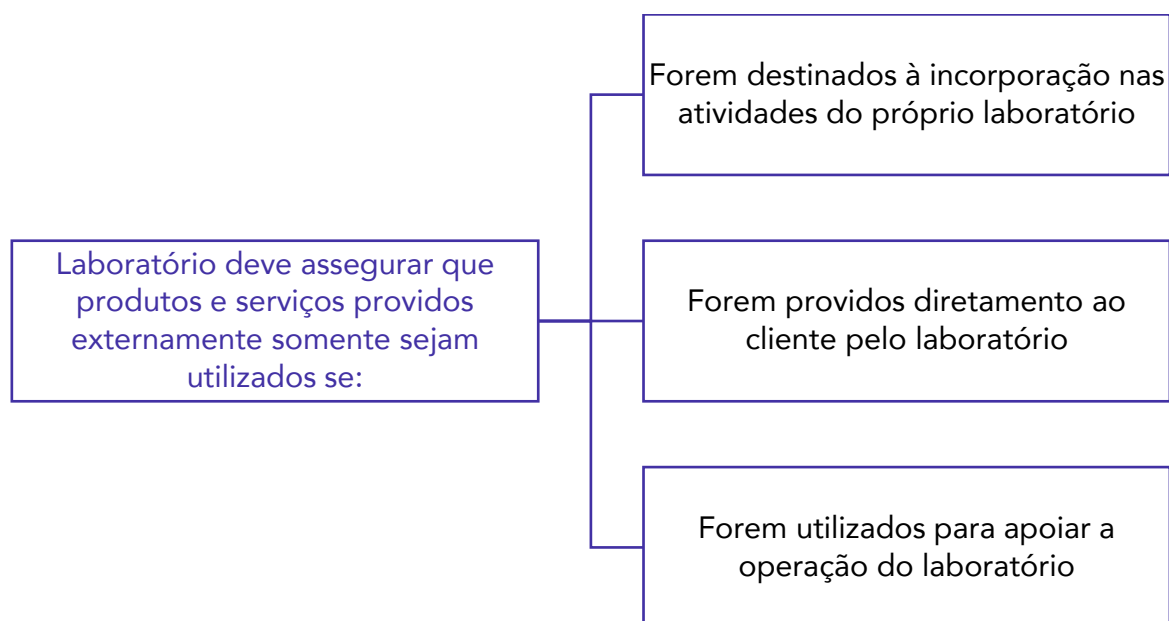 Laboratório deve assegurar que
produtos e serviços providos
externamente somente sejam
utilizados se:
Forem destinados à incorporação nas
atividades do próprio laboratório
Forem providos diretamento ao
cliente pelo laboratório
Forem utilizados para apoiar a
operação do laboratório